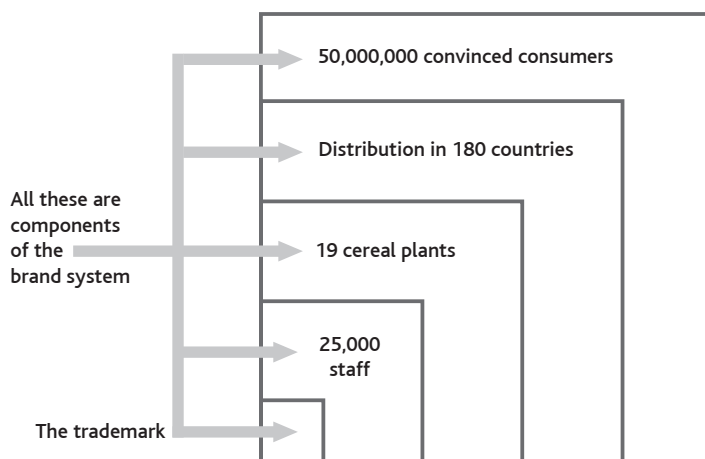 50,000,000 convinced consumers
Distribution in 180 countries
All these are
components
of the
brand system
19 cereal plants
25,000
staff
The trademark